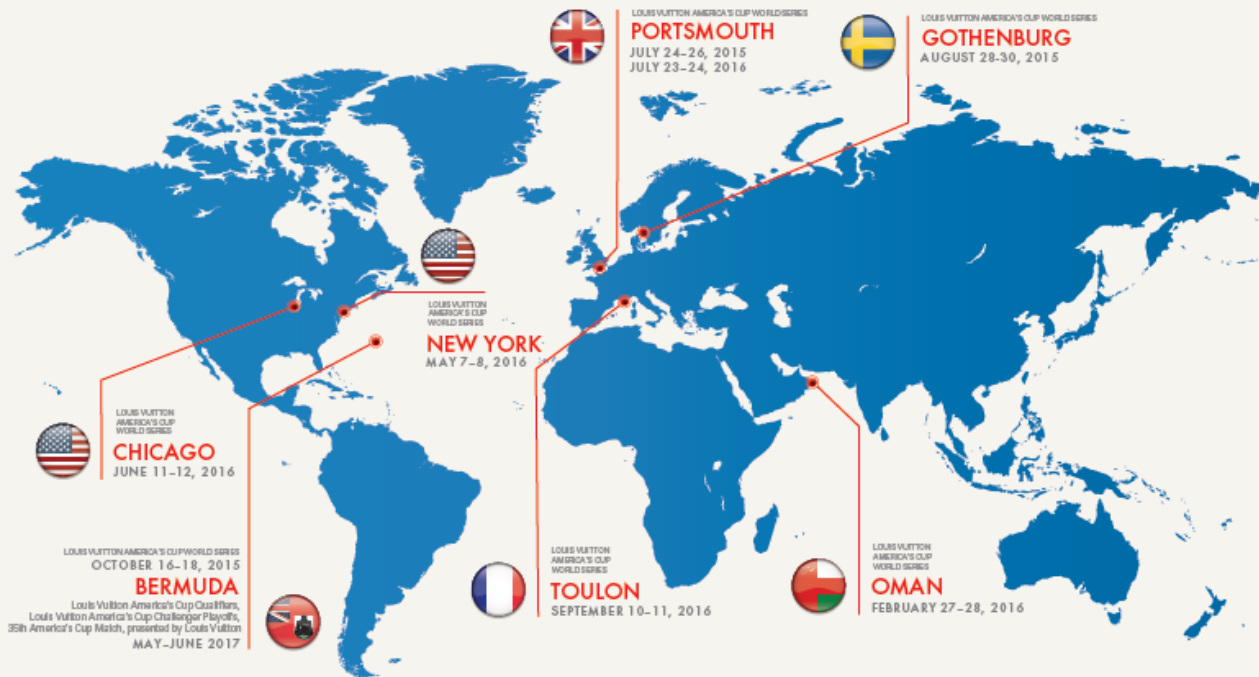 LOUIS VUITTON AMERICA'S CUP WORLD SERIES
PORTSMOUTH
JULY 24–26, 2015
JULY 23–24, 2016
LOUIS VUITTON AMERICA'S CUP WORLD SERIES
GOTHENBURG
AUGUST 28-30, 2015
LOUIS VUITTON
AMERICA'S CUP
WORLD SERIES
NEW YORK
MAY 7–8, 2016
LOUIS VUITTON
AMERICA'S CUP
WORLD SERIES
CHICAGO
JUNE 11–12, 2016
LOUIS VUITTON AMERICA'S CUP WORLD SERIES
OCTOBER 16–18, 2015
BERMUDA
Louis Vuitton America's Cup Qualifiers,
Louis Vuitton America's Cup Challenger Playoffs,
35th America's Cup Match, presented by Louis Vuitton
MAY–JUNE 2017
LOUIS VUITTON
AMERICA'S CUP
WORLD SERIES
TOULON
SEPTEMBER 10–11, 2016
LOUIS VUITTON
AMERICA'S CUP
WORLD SERIES
OMAN
FEBRUARY 27–28, 2016